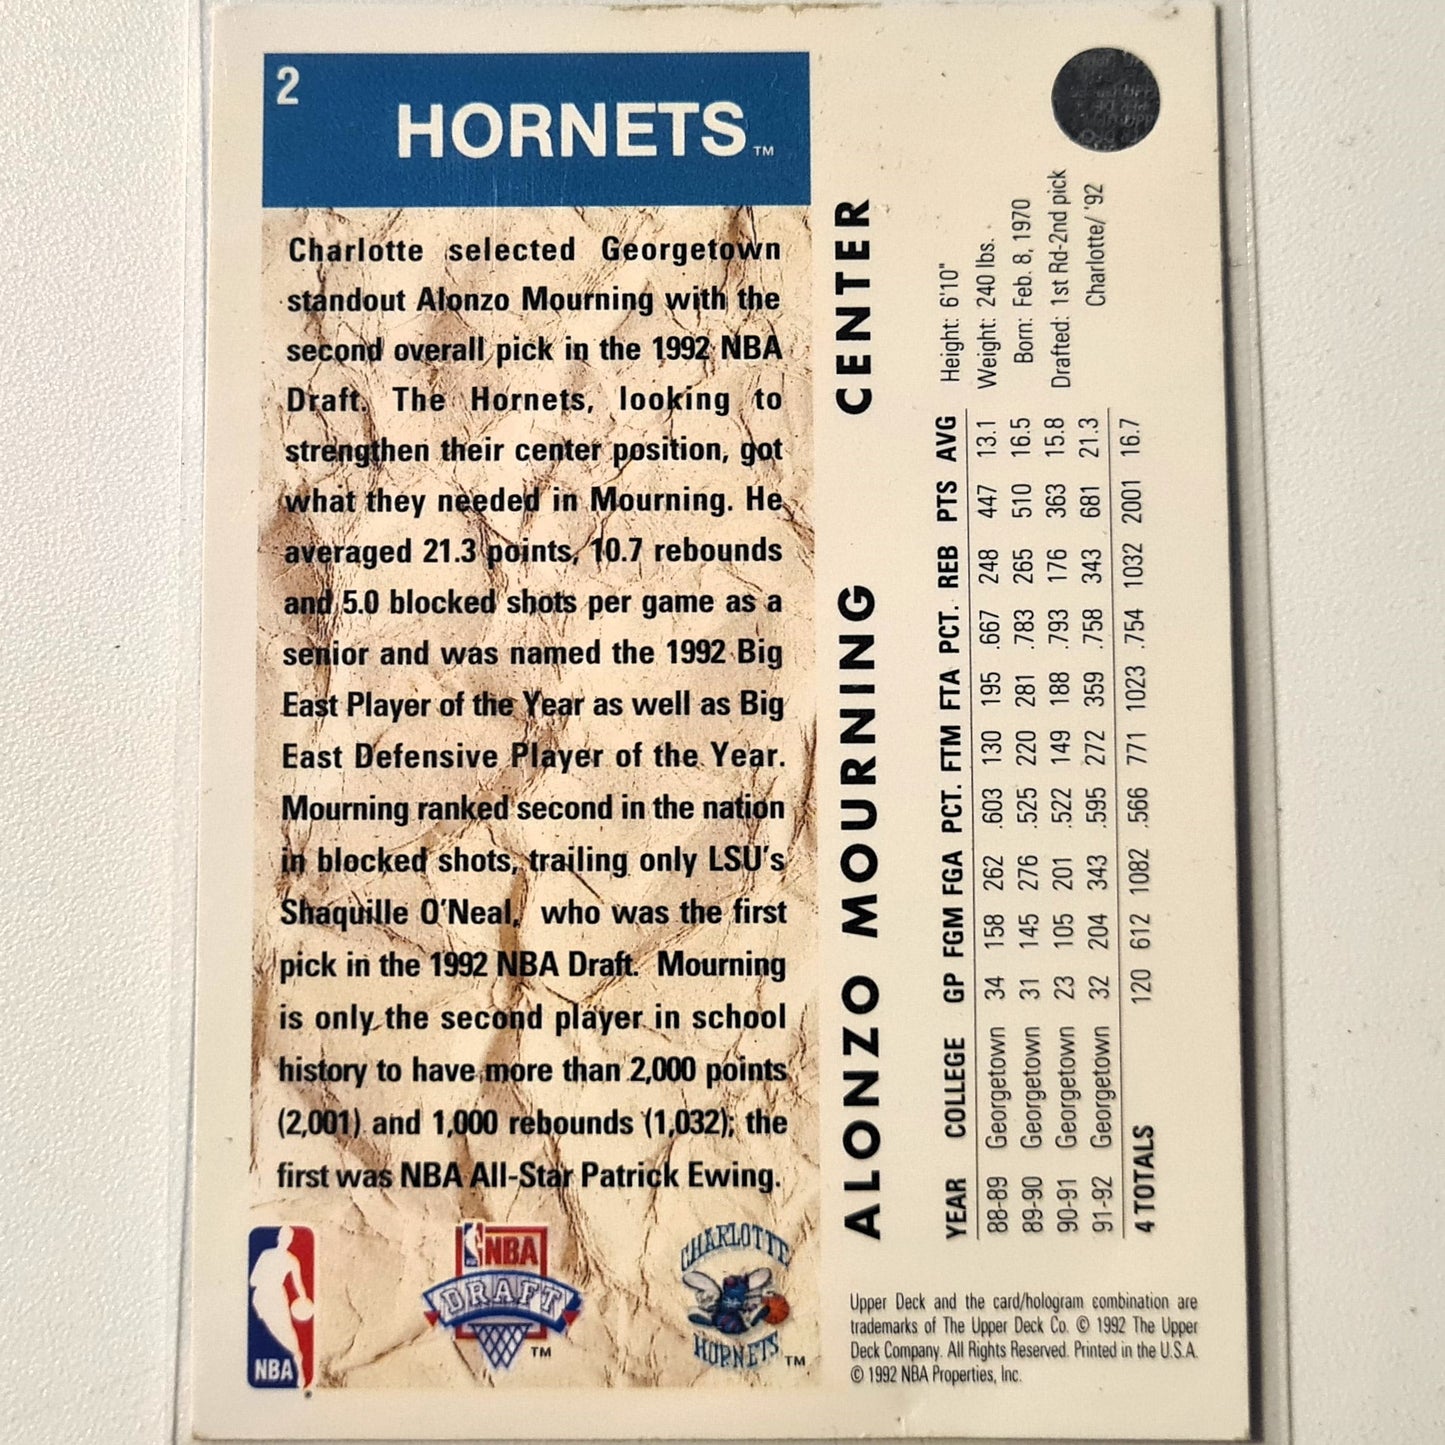 2
HORNETS™
Charlotte selected Georgetown
standout Alonzo Mourning with the
second overall pick in the 1992 NBA
Draft. The Hornets, looking to
strengthen their center position, got
what they needed in Mourning. He
averaged 21.3 points, 10.7 rebounds
and 5.0 blocked shots per game as a
senior and was named the 1992 Big
East Player of the Year as well as Big
East Defensive Player of the Year.
Mourning ranked second in the nation
in blocked shots, trailing only LSU's
Shaquille O'Neal, who was the first
pick in the 1992 NBA Draft. Mourning
is only the second player in school
history to have more than 2,000 points
(2,001) and 1,000 rebounds (1,032); the
first was NBA All-Star Patrick Ewing.
NBA
®
NBA
DRAFT
™
CHARLOTTE
HORNETS
™
ALONZO MOURNING CENTER
Height: 6'10"
Weight: 240 lbs.
Born: Feb. 8, 1970
Drafted: 1st Rd-2nd pick
Charlotte/ '92
YEAR COLLEGE GP FGM FGA PCT. FTM FTA PCT. REB PTS AVG
88-89 Georgetown 34 158 262 .603 130 195 .667 248 447 13.1
89-90 Georgetown 31 145 276 .525 220 281 .783 265 510 16.5
90-91 Georgetown 23 105 201 .522 149 188 .793 176 363 15.8
91-92 Georgetown 32 204 343 .595 272 359 .758 343 681 21.3
4 TOTALS 120 612 1082 .566 771 1023 .754 1032 2001 16.7
Upper Deck and the card/hologram combination are
trademarks of The Upper Deck Co. © 1992 The Upper
Deck Company. All Rights Reserved. Printed in the U.S.A.
© 1992 NBA Properties, Inc.